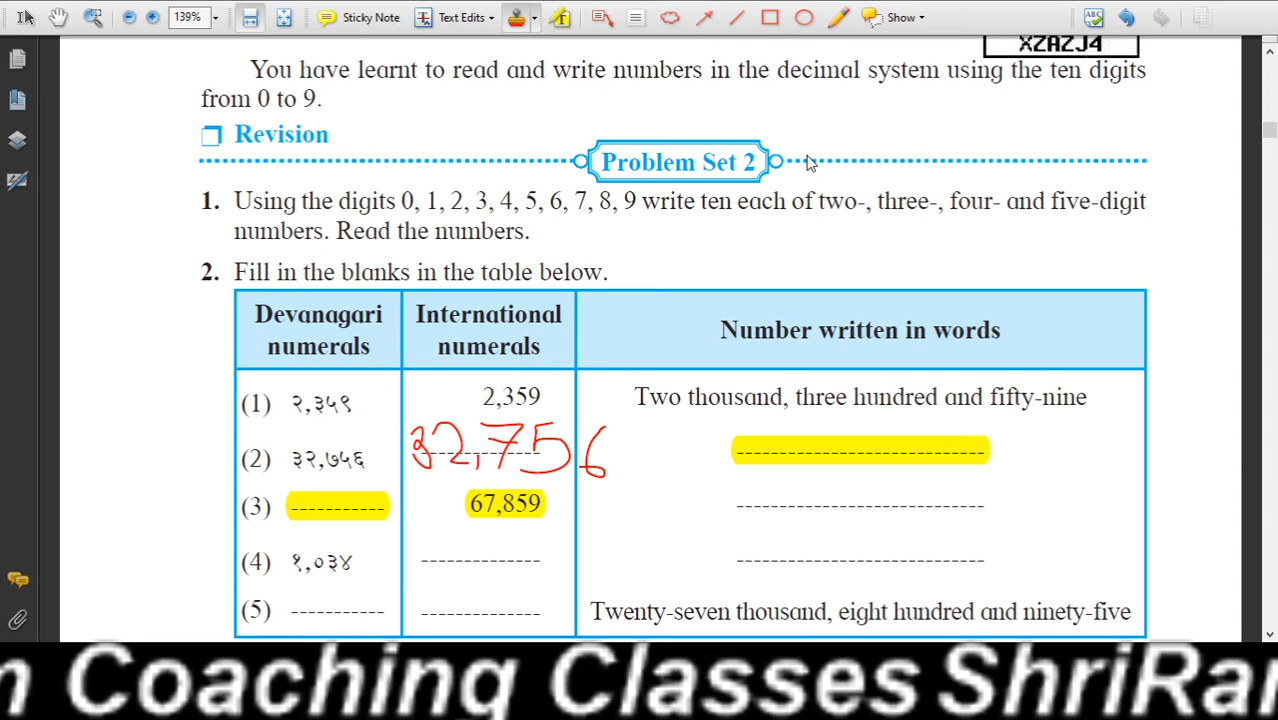 139% Sticky Note Text Edits Show
XZAZJ4
You have learnt to read and write numbers in the decimal system using the ten digits
from 0 to 9.
Revision
Problem Set 2
1. Using the digits 0, 1, 2, 3, 4, 5, 6, 7, 8, 9 write ten each of two-, three-, four- and five-digit
numbers. Read the numbers.
2. Fill in the blanks in the table below.
Devanagari numerals International numerals Number written in words
(1) २,३५९ 2,359 Two thousand, three hundred and fifty-nine
(2) ३२,७५६ 32,756 ---------------------------
(3) ----------- 67,859 ---------------------------
(4) १,०३४ -------------- ---------------------------
(5) ----------- -------------- Twenty-seven thousand, eight hundred and ninety-five
Coaching Classes